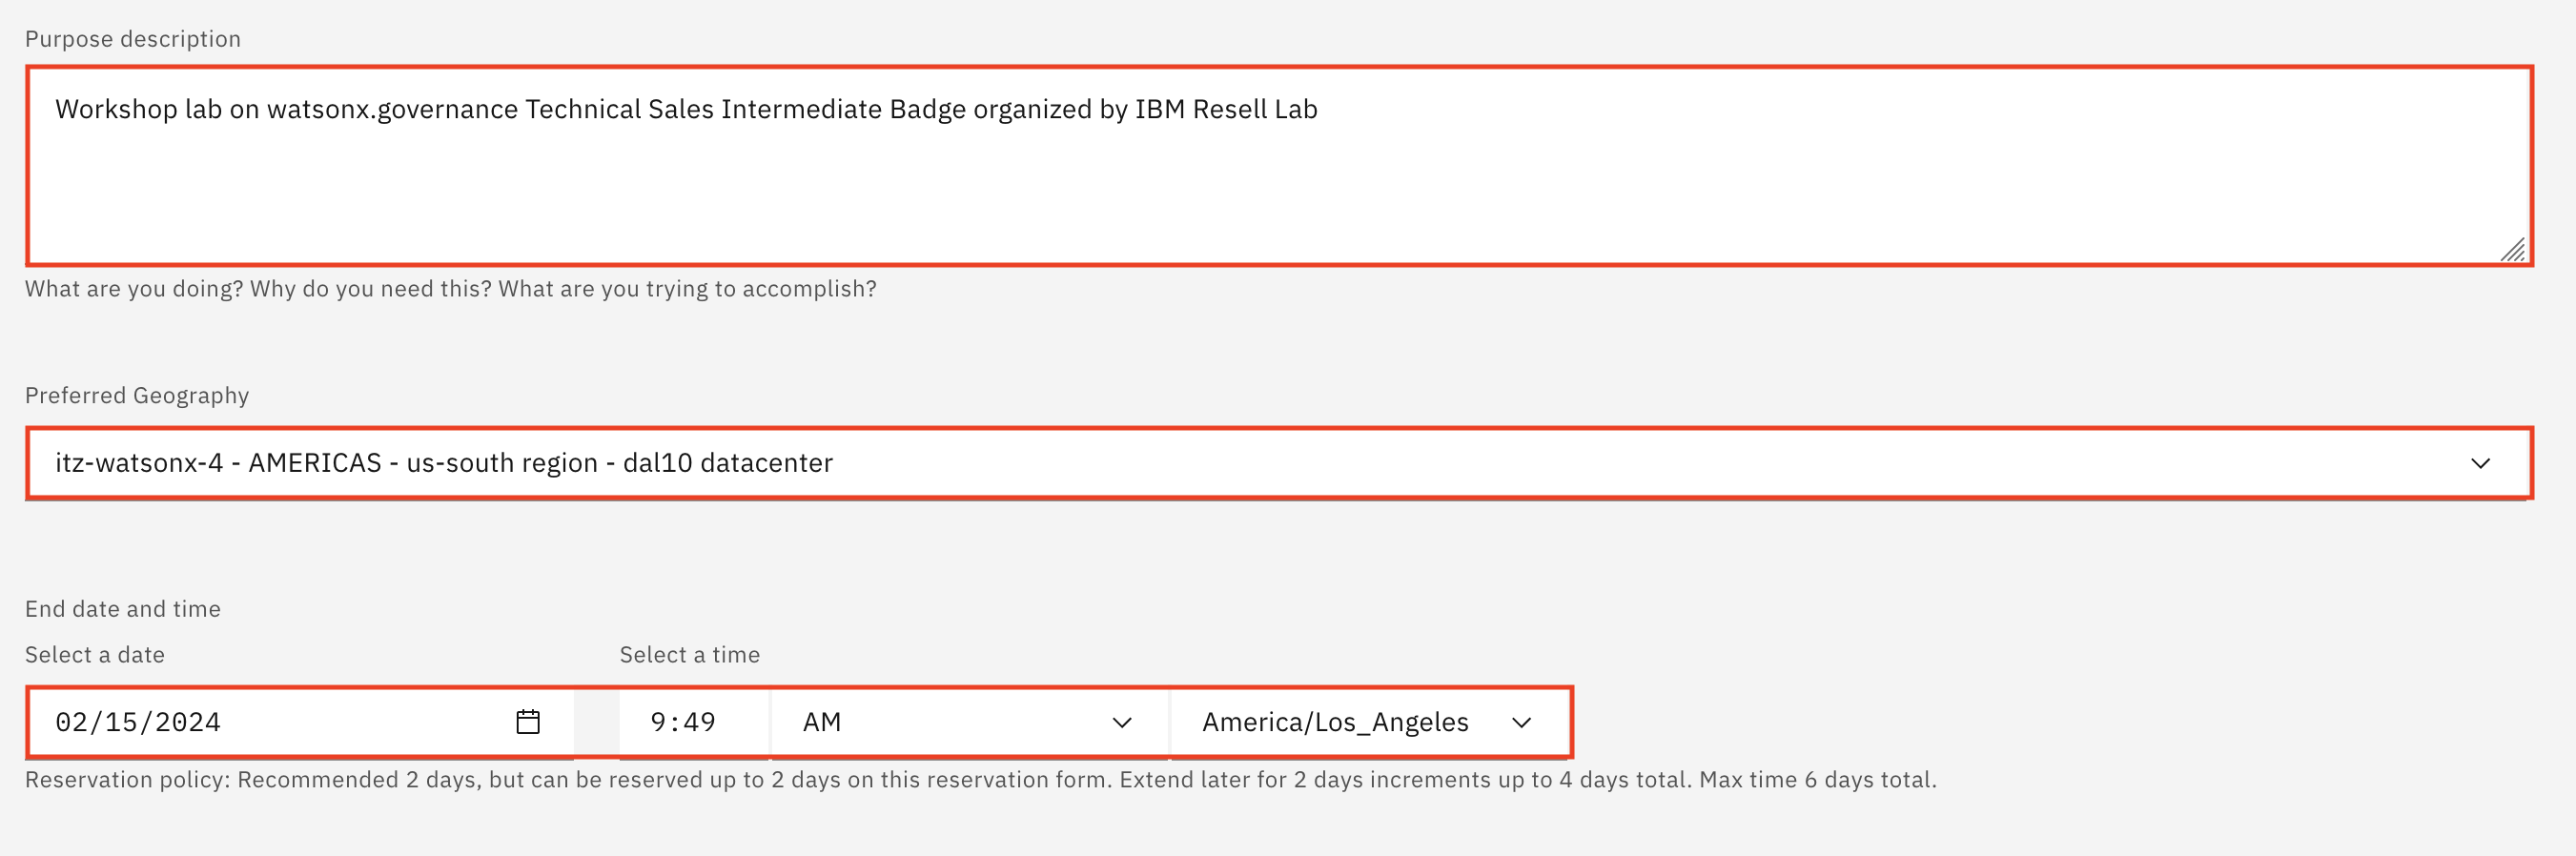 Purpose description
Workshop lab on watsonx.governance Technical Sales Intermediate Badge organized by IBM Resell Lab
What are you doing? Why do you need this? What are you trying to accomplish?
Preferred Geography
itz-watsonx-4 - AMERICAS - us-south region - dal10 datacenter
End date and time
Select a date Select a time
02/15/2024 9:49 AM America/Los_Angeles
Reservation policy: Recommended 2 days, but can be reserved up to 2 days on this reservation form. Extend later for 2 days increments up to 4 days total. Max time 6 days total.